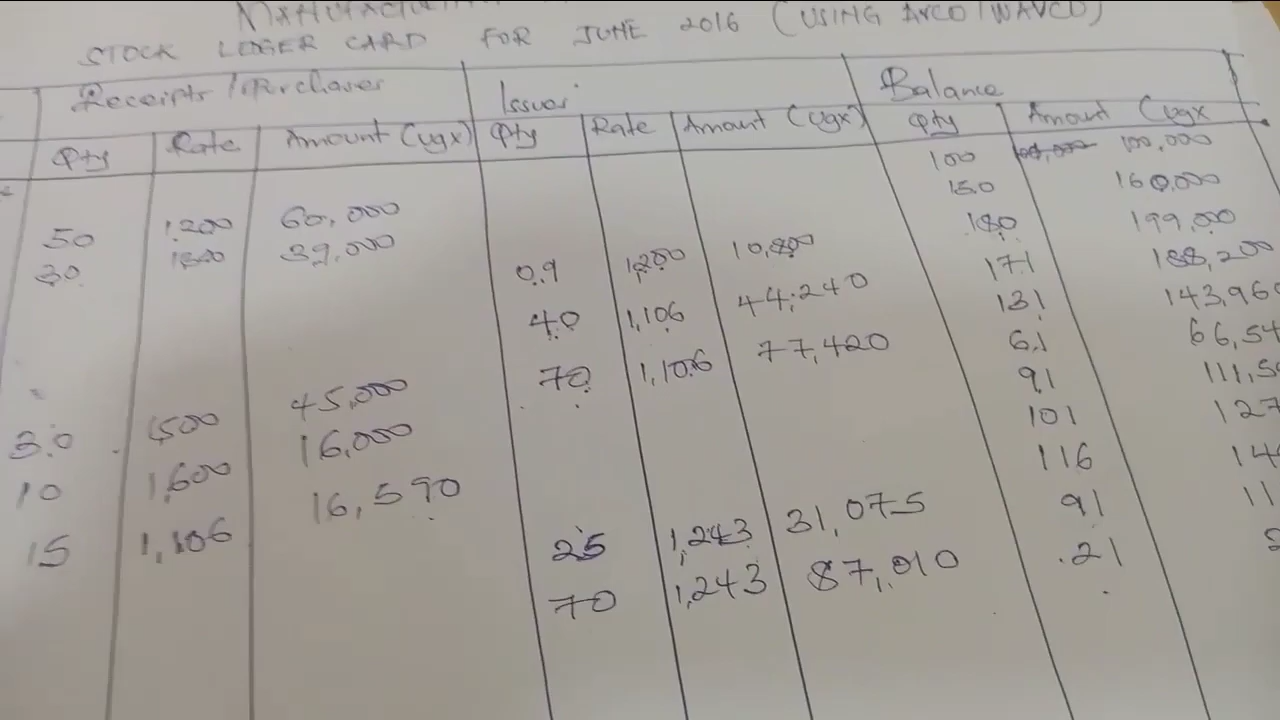 STOCK LEDGER CARD FOR JUNE 2016 (USING AVCO/WAVCO)
Receipts/Purchases Issues Balance
Qty Rate Amount (ugx) Qty Rate Amount (Ugx) Qty Amount (Ugx
100 100,000
50 1,200 60,000 150 160,000
30 1300 39,000 180 199,000
0.9 1,200 10,800 171 188,200
40 1,106 44,240 131 143,960
70 1,106 77,420 61 66,54
30 1500 45,000 91 111,5
10 1,600 16,000 101 127
15 1,106 16,590 116 14
25 1,243 31,075 91 11
70 1,243 87,010 21